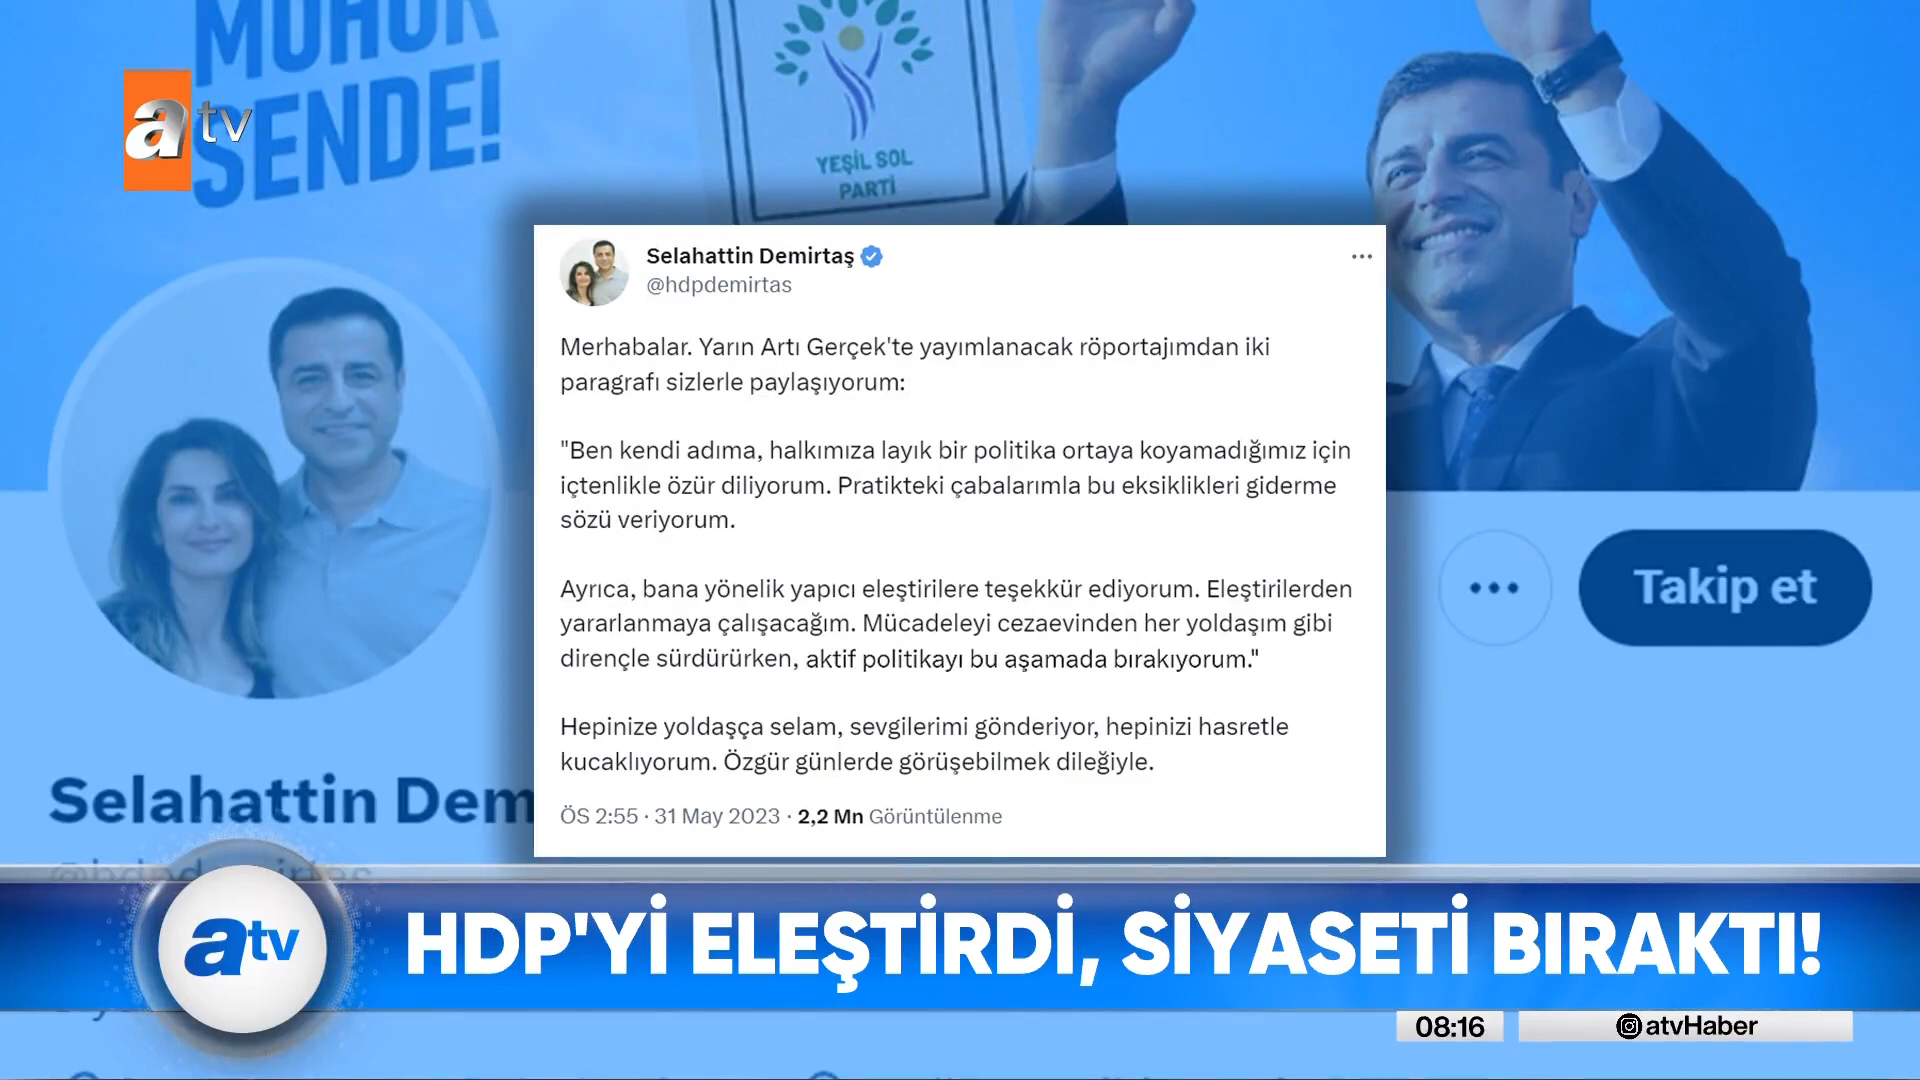 MÜHÜR
SENDE!
atv
YEŞİL SOL
PARTİ
Selahattin Demirtaş
@hdpdemirtas
Merhabalar. Yarın Artı Gerçek'te yayımlanacak röportajımdan iki
paragrafı sizlerle paylaşıyorum:
"Ben kendi adıma, halkımıza layık bir politika ortaya koyamadığımız için
içtenlikle özür diliyorum. Pratikteki çabalarımla bu eksiklikleri giderme
sözü veriyorum.
Ayrıca, bana yönelik yapıcı eleştirilere teşekkür ediyorum. Eleştirilerden
yararlanmaya çalışacağım. Mücadeleyi cezaevinden her yoldaşım gibi
dirençle sürdürürken, aktif politikayı bu aşamada bırakıyorum."
Hepinize yoldaşça selam, sevgilerimi gönderiyor, hepinizi hasretle
kucaklıyorum. Özgür günlerde görüşebilmek dileğiyle.
ÖS 2:55 · 31 May 2023 · 2,2 Mn Görüntülenme
Takip et
Selahattin Dem
atv
HDP'Yİ ELEŞTİRDİ, SİYASETİ BIRAKTI!
08:16
atvHaber